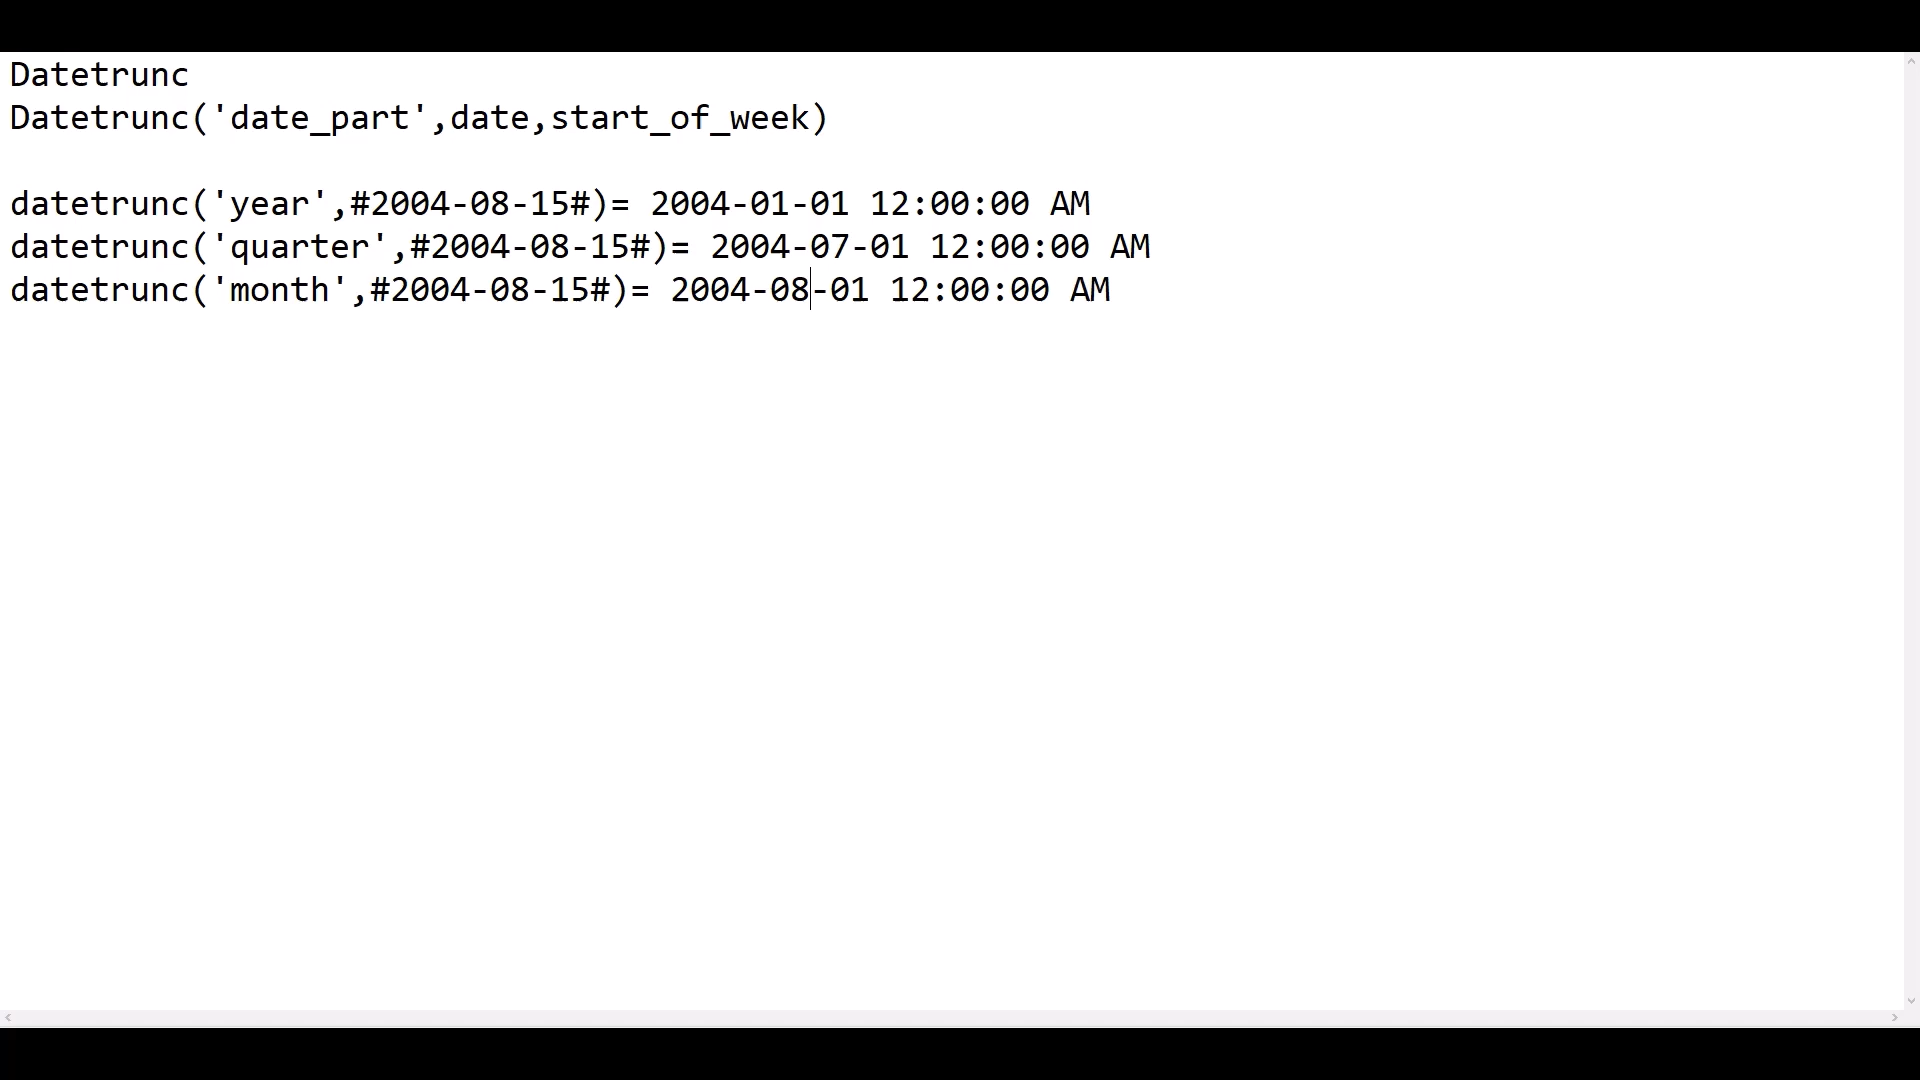 Datetrunc
Datetrunc('date_part',date,start_of_week)
datetrunc('year',#2004-08-15#)= 2004-01-01 12:00:00 AM
datetrunc('quarter',#2004-08-15#)= 2004-07-01 12:00:00 AM
datetrunc('month',#2004-08-15#)= 2004-08-01 12:00:00 AM